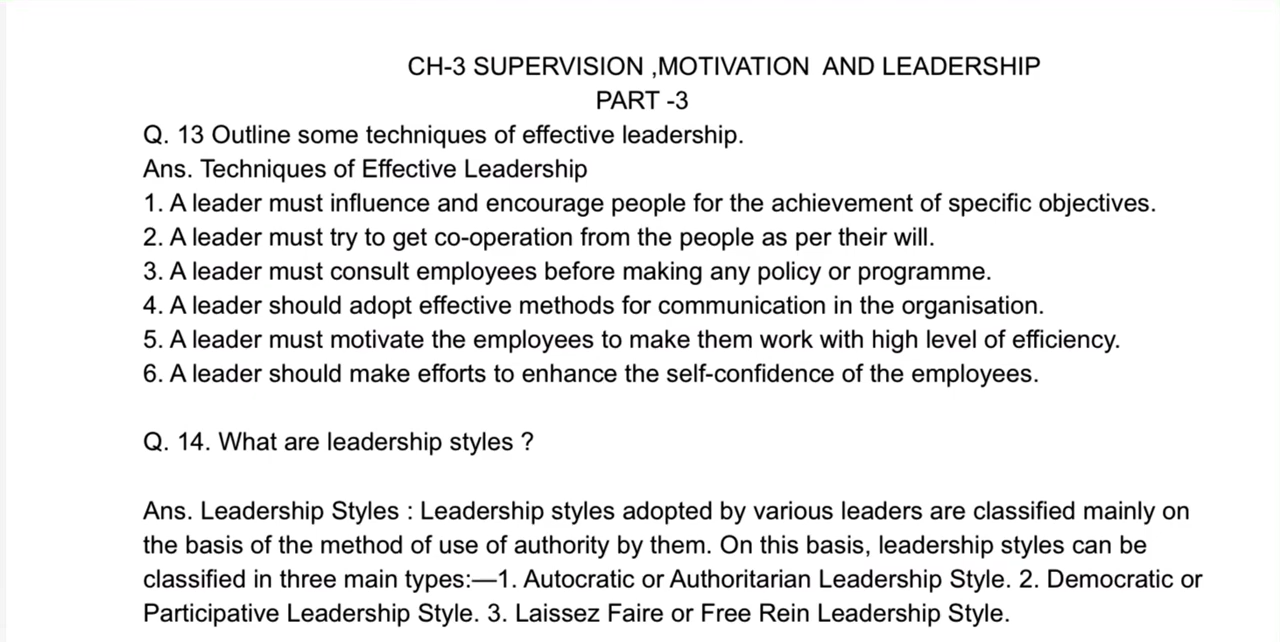 CH-3 SUPERVISION ,MOTIVATION AND LEADERSHIP
PART -3
Q. 13 Outline some techniques of effective leadership.
Ans. Techniques of Effective Leadership
1. A leader must influence and encourage people for the achievement of specific objectives.
2. A leader must try to get co-operation from the people as per their will.
3. A leader must consult employees before making any policy or programme.
4. A leader should adopt effective methods for communication in the organisation.
5. A leader must motivate the employees to make them work with high level of efficiency.
6. A leader should make efforts to enhance the self-confidence of the employees.
Q. 14. What are leadership styles ?
Ans. Leadership Styles : Leadership styles adopted by various leaders are classified mainly on
the basis of the method of use of authority by them. On this basis, leadership styles can be
classified in three main types:—1. Autocratic or Authoritarian Leadership Style. 2. Democratic or
Participative Leadership Style. 3. Laissez Faire or Free Rein Leadership Style.